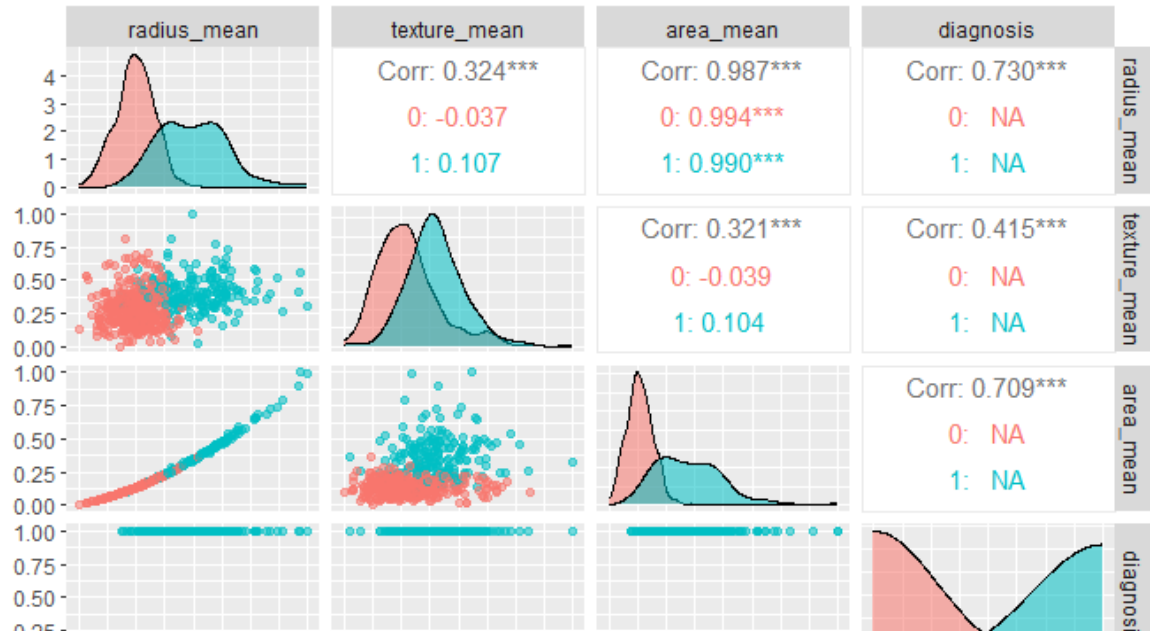 radius_mean texture_mean area_mean diagnosis
4
3
2
1
0
Corr: 0.324***
0: -0.037
1: 0.107
Corr: 0.987***
0: 0.994***
1: 0.990***
Corr: 0.730***
0: NA
1: NA
radius_mean
1.00
0.75
0.50
0.25
0.00
Corr: 0.321***
0: -0.039
1: 0.104
Corr: 0.415***
0: NA
1: NA
texture_mean
1.00
0.75
0.50
0.25
0.00
Corr: 0.709***
0: NA
1: NA
area_mean
1.00
0.75
0.50
0.25
diagnosis